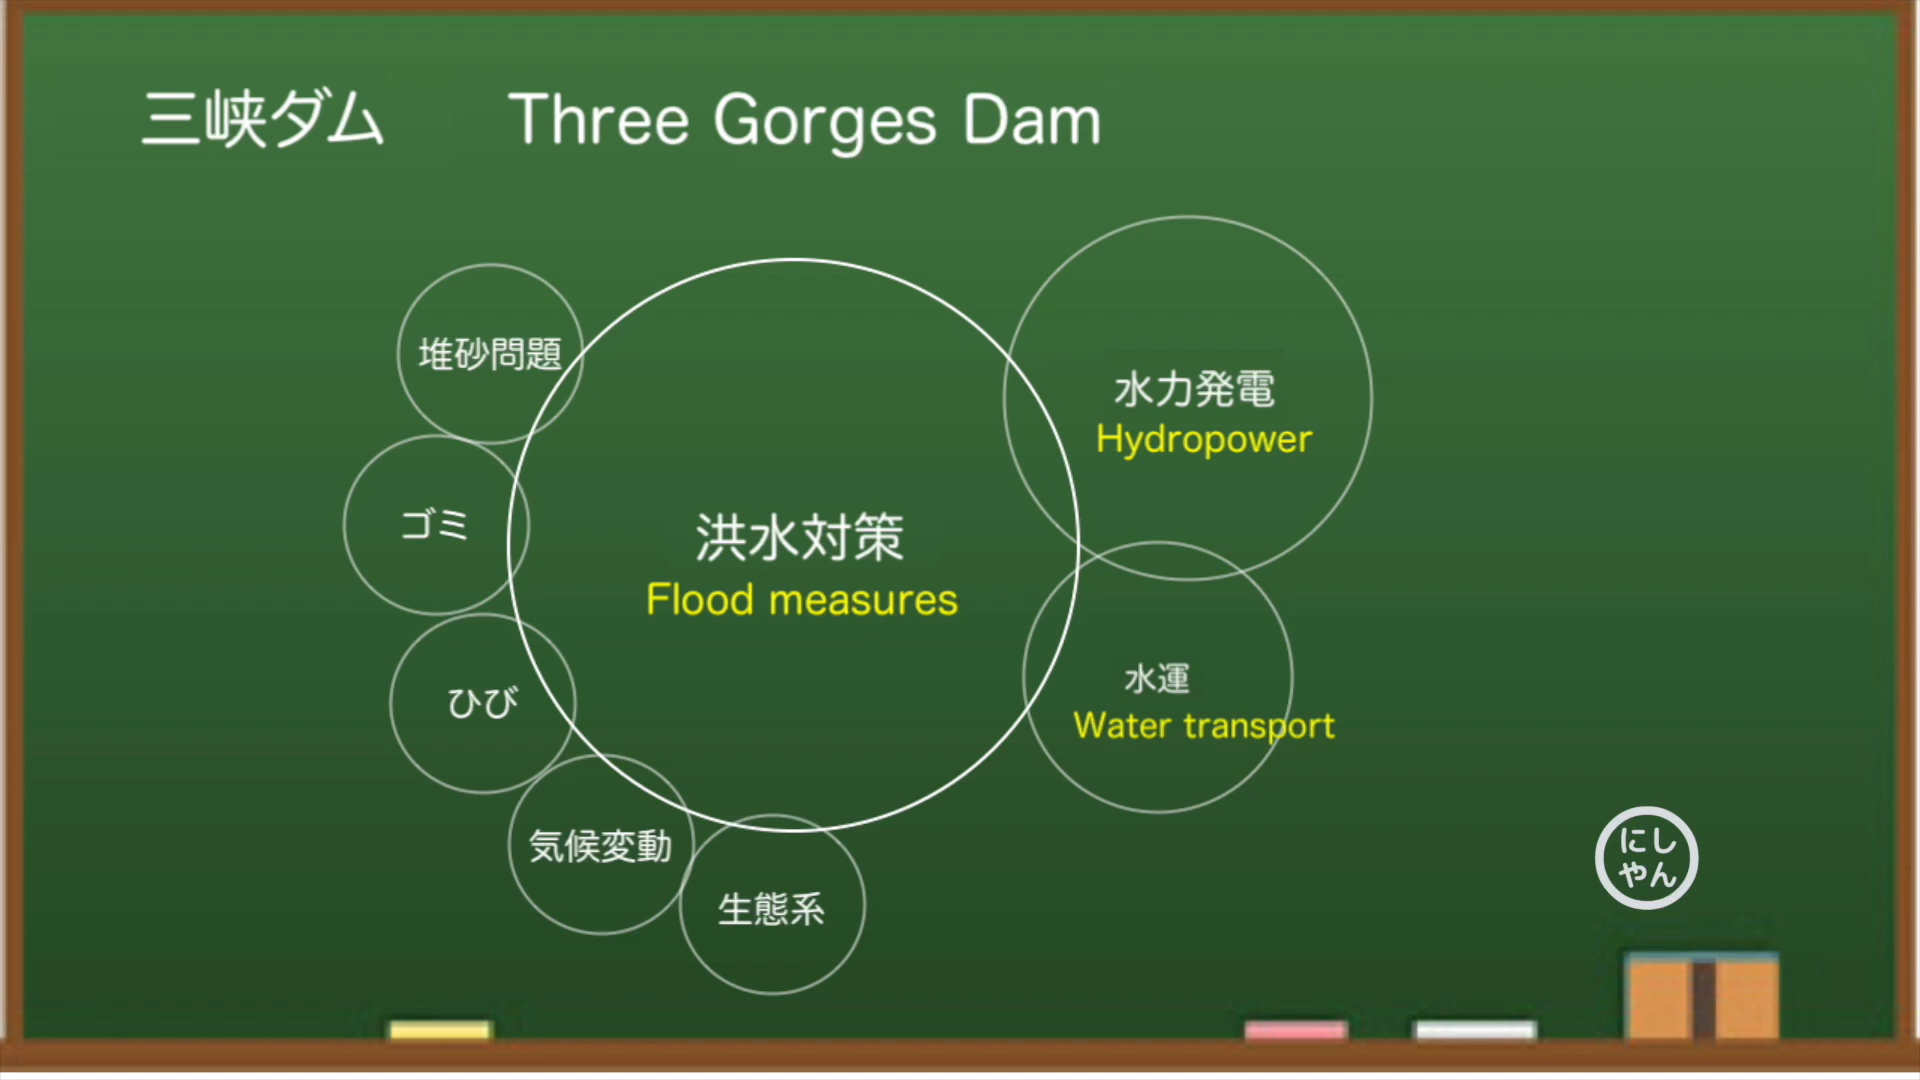 三峡ダム Three Gorges Dam
堆砂問題
ゴミ
ひび
気候変動
生態系
洪水対策
Flood measures
水力発電
Hydropower
水運
Water transport
にし
やん